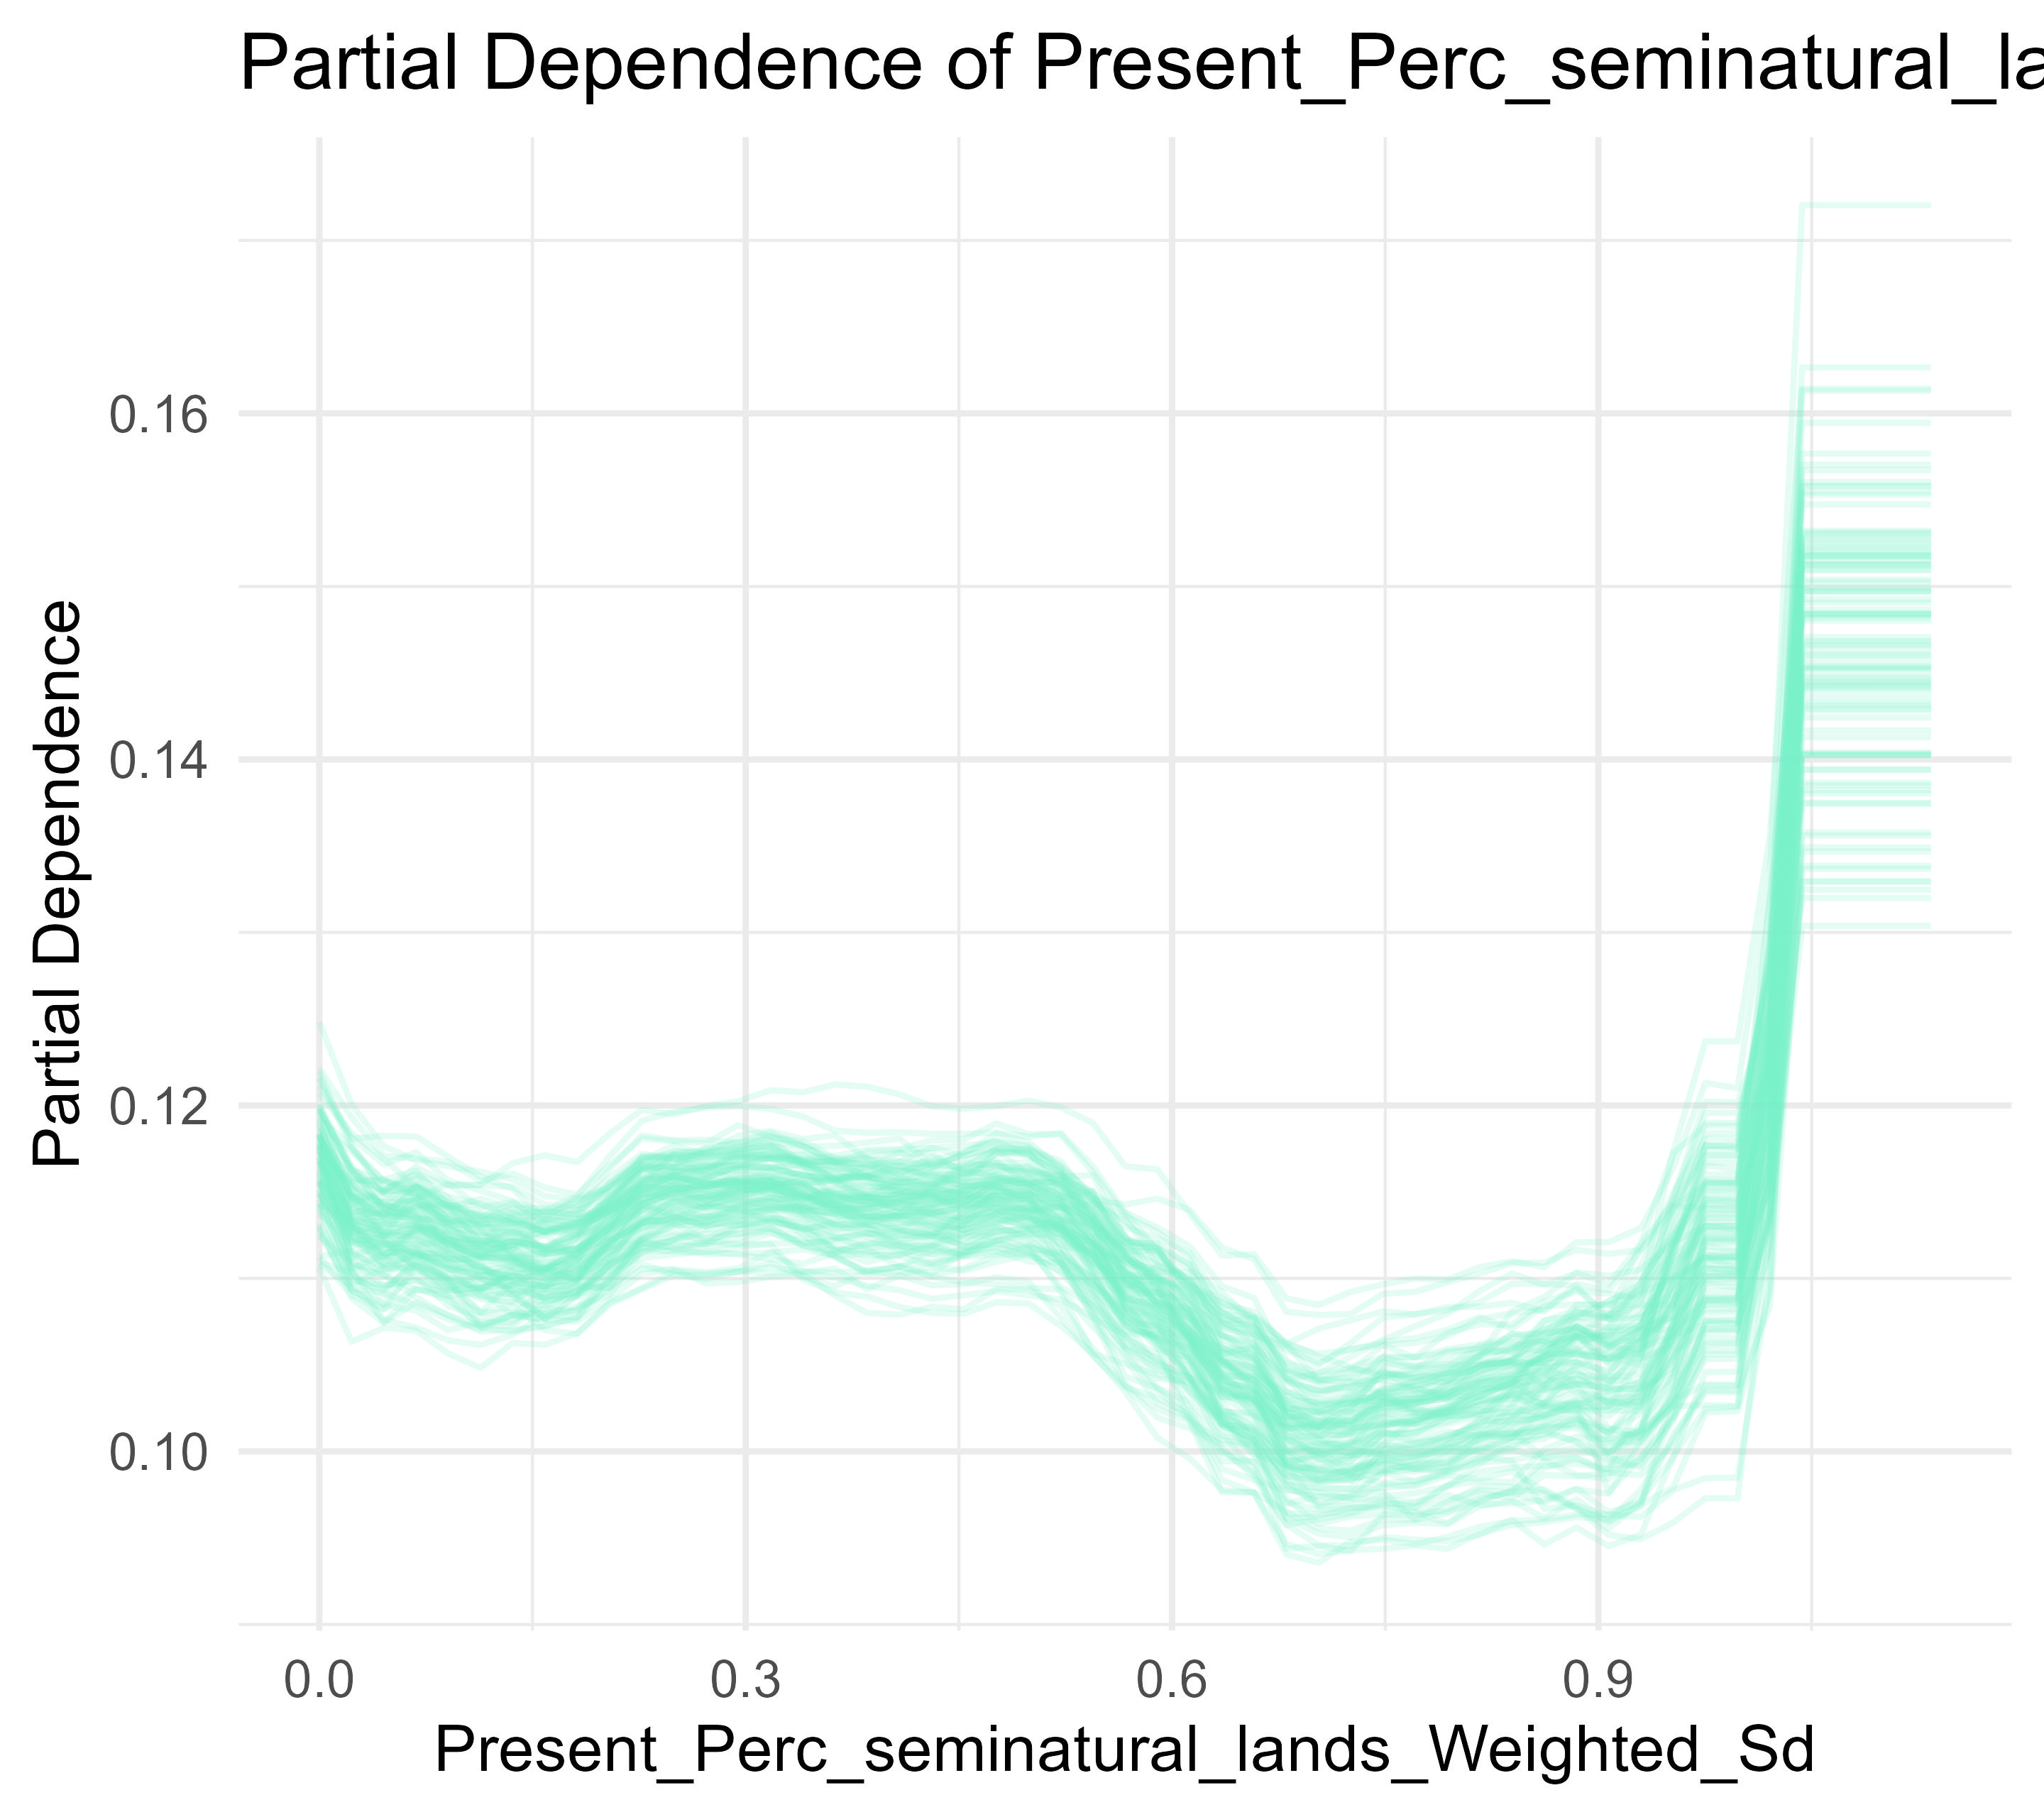 Partial Dependence of Present_Perc_seminatural_la
Partial Dependence
0.16
0.14
0.12
0.10
0.0 0.3 0.6 0.9
Present_Perc_seminatural_lands_Weighted_Sd